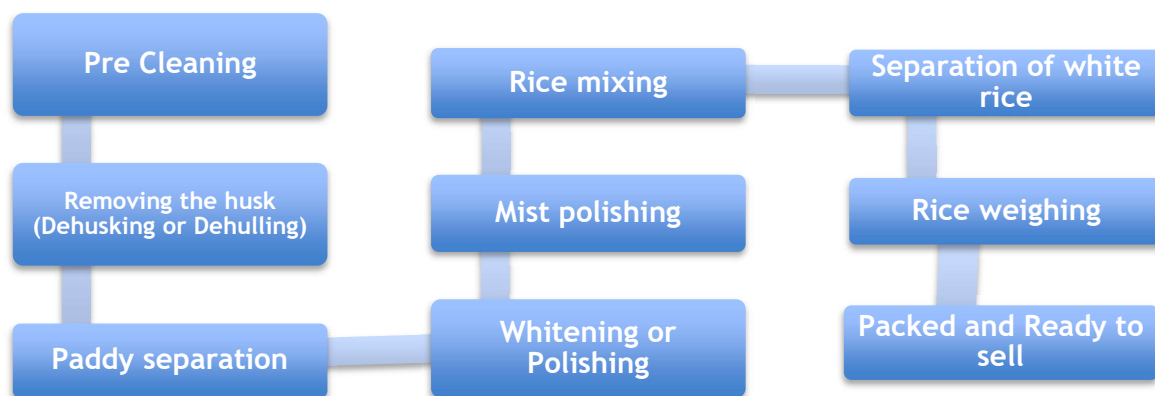 Pre Cleaning
Removing the husk
(Dehusking or Dehulling)
Paddy separation
Whitening or
Polishing
Mist polishing
Rice mixing
Separation of white
rice
Rice weighing
Packed and Ready to
sell